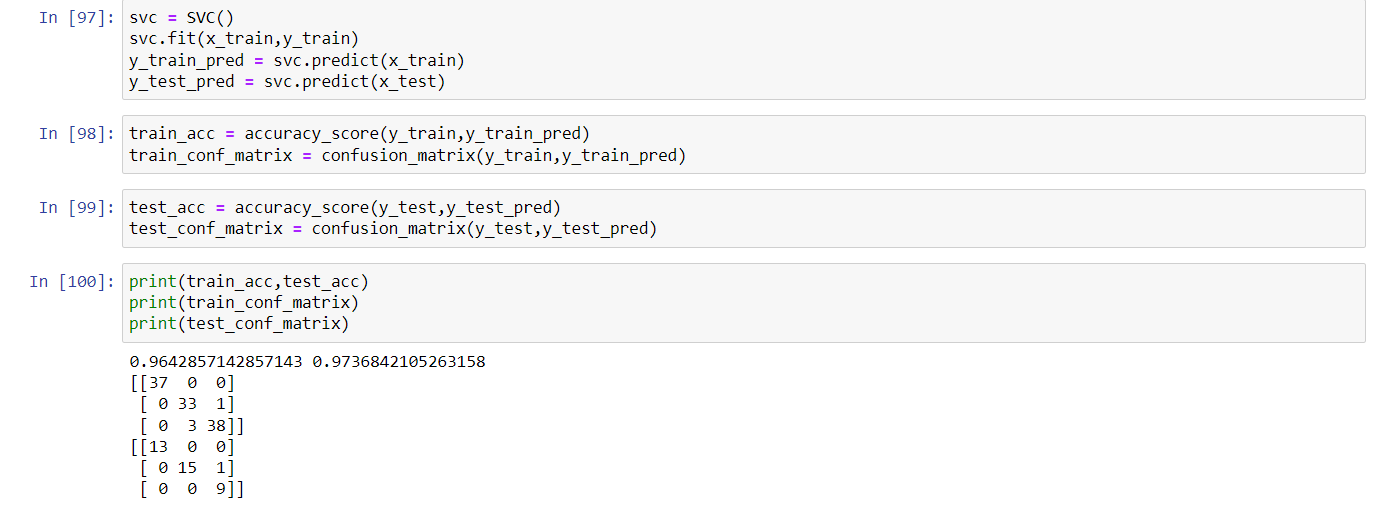 In [97]: svc = SVC()
svc.fit(x_train,y_train)
y_train_pred = svc.predict(x_train)
y_test_pred = svc.predict(x_test)
In [98]: train_acc = accuracy_score(y_train,y_train_pred)
train_conf_matrix = confusion_matrix(y_train,y_train_pred)
In [99]: test_acc = accuracy_score(y_test,y_test_pred)
test_conf_matrix = confusion_matrix(y_test,y_test_pred)
In [100]: print(train_acc,test_acc)
print(train_conf_matrix)
print(test_conf_matrix)
0.9642857142857143 0.9736842105263158
[[37  0  0]
 [ 0 33  1]
 [ 0  3 38]]
[[13  0  0]
 [ 0 15  1]
 [ 0  0  9]]